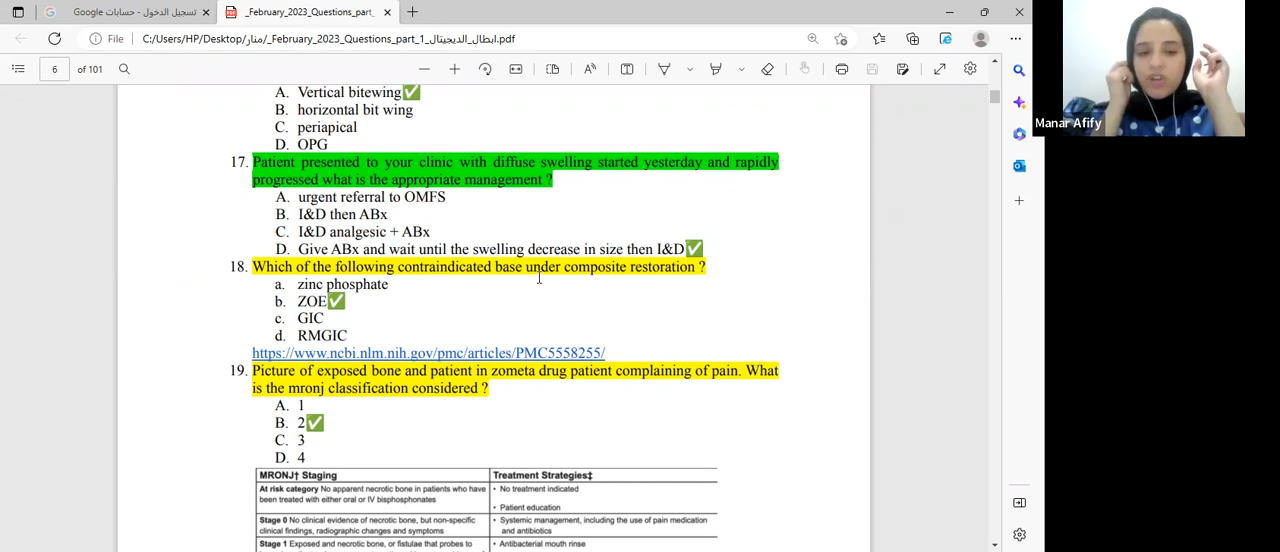 تسجيل الدخول - حسابات Google
_February_2023_Questions_part_
File
C:/Users/HP/Desktop/منار/_February_2023_Questions_part_1_ابطال_الديجيتال.pdf
6 of 101
A. Vertical bitewing✅
B. horizontal bit wing
C. periapical
D. OPG
17. Patient presented to your clinic with diffuse swelling started yesterday and rapidly
progressed what is the appropriate management ?
A. urgent referral to OMFS
B. I&D then ABx
C. I&D analgesic + ABx
D. Give ABx and wait until the swelling decrease in size then I&D✅
18. Which of the following contraindicated base under composite restoration ?
a. zinc phosphate
b. ZOE✅
c. GIC
d. RMGIC
https://www.ncbi.nlm.nih.gov/pmc/articles/PMC5558255/
19. Picture of exposed bone and patient in zometa drug patient complaining of pain. What
is the mronj classification considered ?
A. 1
B. 2✅
C. 3
D. 4
MRONJ† Staging
Treatment Strategies‡
At risk category No apparent necrotic bone in patients who have
been treated with either oral or IV bisphosphonates
• No treatment indicated
• Patient education
Stage 0 No clinical evidence of necrotic bone, but non-specific
clinical findings, radiographic changes and symptoms
• Systemic management, including the use of pain medication
and antibiotics
Stage 1 Exposed and necrotic bone, or fistulae that probes to
• Antibacterial mouth rinse
Manar Afify